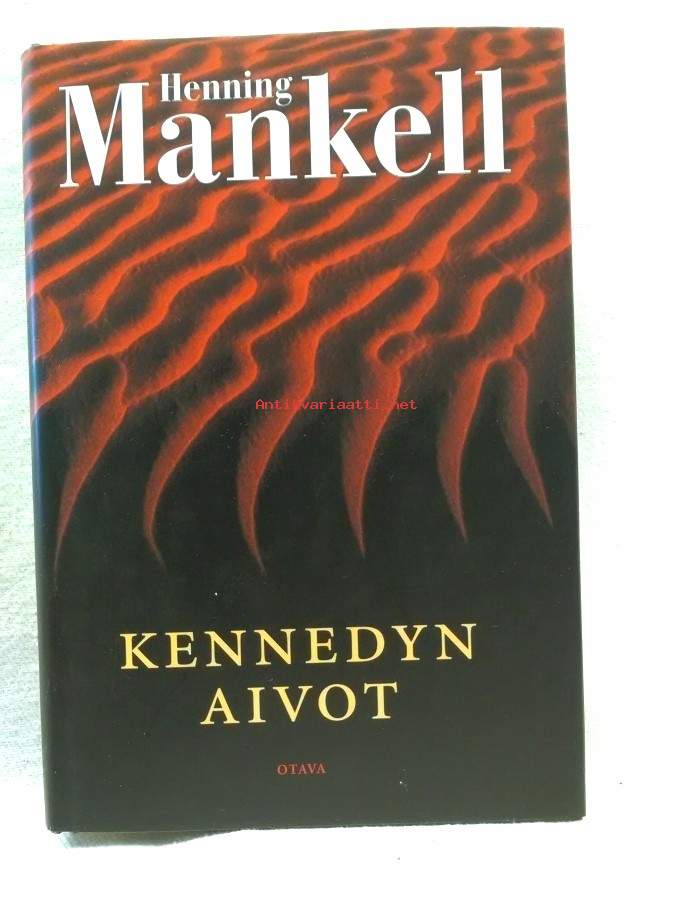 Henning
Mankell
Antikvariaatti.net
KENNEDYN
AIVOT
OTAVA